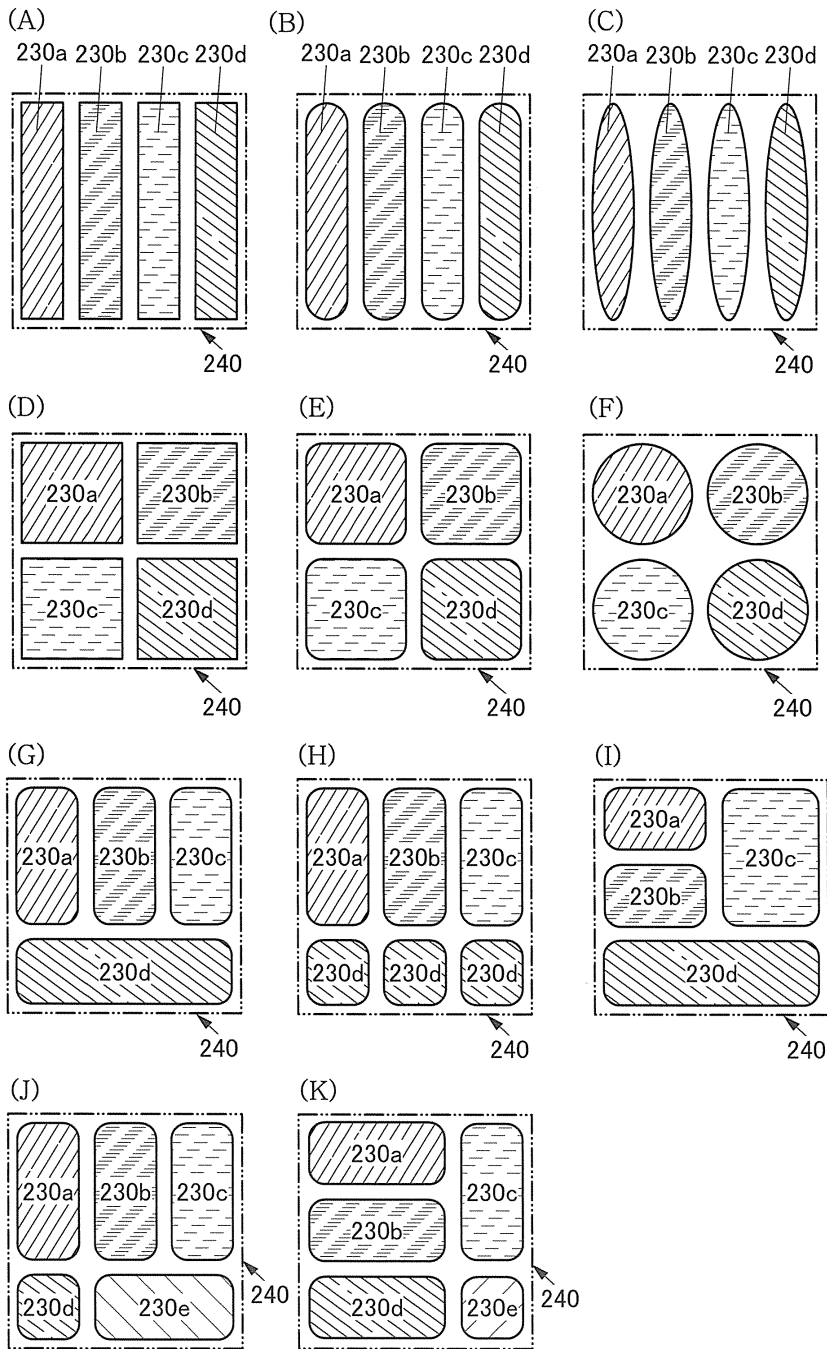 (A) (B) (C)
230a 230b 230c 230d 230a 230b 230c 230d 230a 230b 230c 230d
240 240 240
(D) (E) (F)
230a 230b 230a 230b 230a 230b
230c 230d 230c 230d 230c 230d
240 240 240
(G) (H) (I)
230a 230b 230c 230a 230b 230c 230a 230c
230b
230d 230d 230d 230d 230d
240 240 240
(J) (K)
230a 230b 230c 230a 230c
230b
230d 230e 240 230d 230e 240